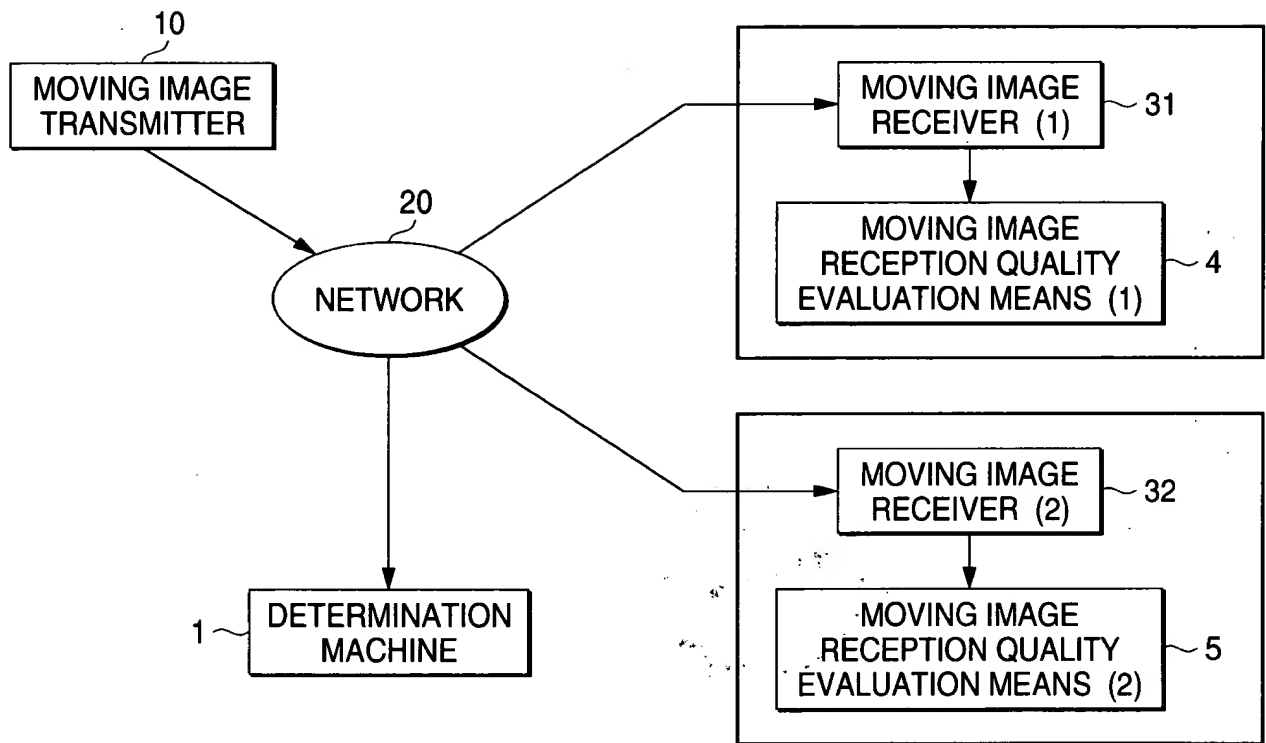 10
MOVING IMAGE
TRANSMITTER
20
NETWORK
1
DETERMINATION
MACHINE
MOVING IMAGE
RECEIVER (1)
31
MOVING IMAGE
RECEPTION QUALITY
EVALUATION MEANS (1)
4
MOVING IMAGE
RECEIVER (2)
32
MOVING IMAGE
RECEPTION QUALITY
EVALUATION MEANS (2)
5